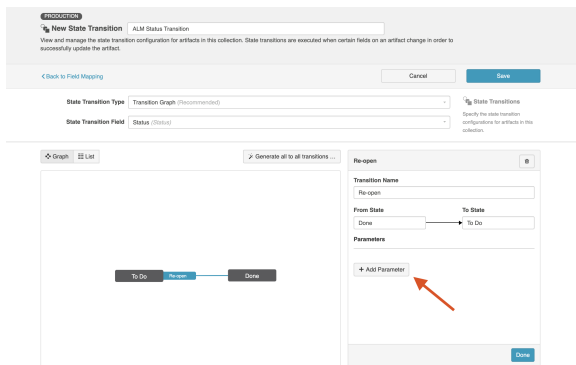 PRODUCTION
New State Transition ALM Status Transition
View and manage the state transition configuration for artifacts in this collection. State transitions are executed when certain fields on an artifact change in order to
successfully update the artifact.
Back to Field Mapping Cancel Save
State Transition Type Transition Graph (Recommended)
State Transitions
Specify the state transition
configurations for artifacts in this
collection.
State Transition Field Status (Status)
Graph List Generate all to all transitions ...
Re-open
Transition Name
Re-open
From State To State
Done To Do
Parameters
+ Add Parameter
To Do Re-open Done
Done